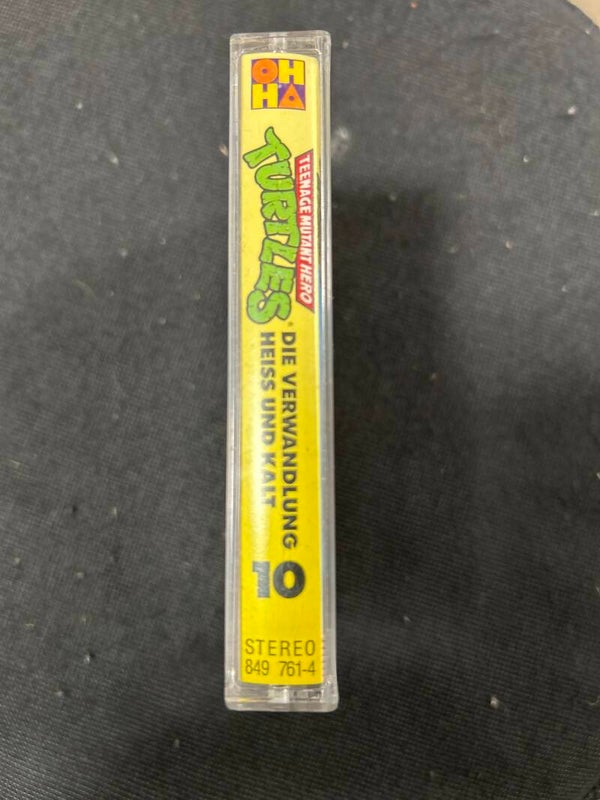 OH
HA
TEENAGE MUTANT HERO
TURTLES®
DIE VERWANDLUNG
HEISS UND KALT
10
STEREO
849 761-4